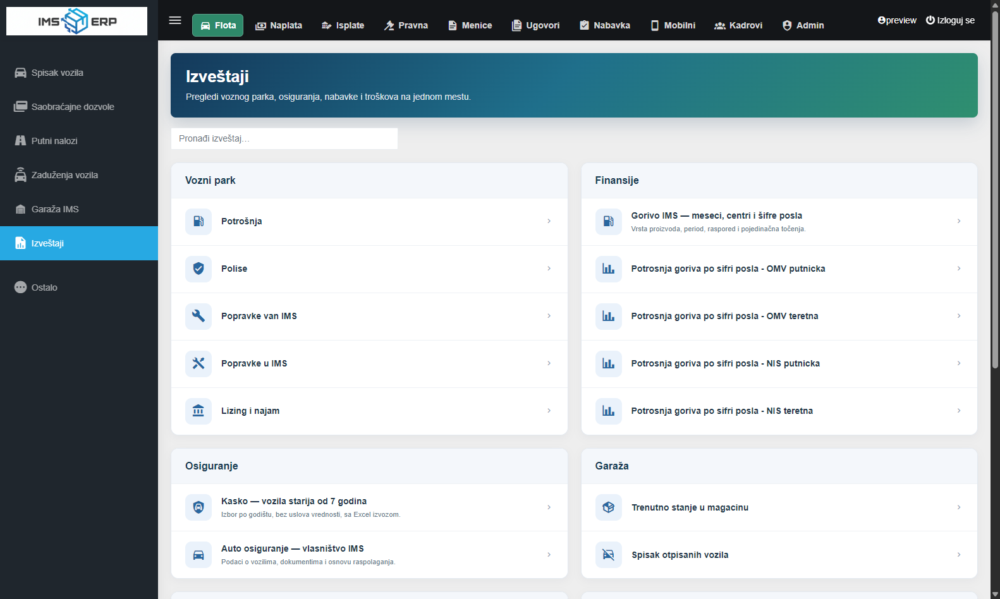 IMS ERP
Flota
Naplata
Isplate
Pravna
Menice
Ugovori
Nabavka
Mobilni
Kadrovi
Admin
preview
Izloguj se
Spisak vozila
Saobraćajne dozvole
Putni nalozi
Zaduženja vozila
Garaža IMS
Izveštaji
Ostalo
Izveštaji
Pregledi voznog parka, osiguranja, nabavke i troškova na jednom mestu.
Pronađi izveštaj...
Vozni park
Potrošnja
Polise
Popravke van IMS
Popravke u IMS
Lizing i najam
Finansije
Gorivo IMS — meseci, centri i šifre posla
Vrsta proizvoda, period, raspored i pojedinačna točenja.
Potrosnja goriva po sifri posla - OMV putnicka
Potrosnja goriva po sifri posla - OMV teretna
Potrosnja goriva po sifri posla - NIS putnicka
Potrosnja goriva po sifri posla - NIS teretna
Osiguranje
Kasko — vozila starija od 7 godina
Izbor po godištu, bez uslova vrednosti, sa Excel izvozom.
Auto osiguranje — vlasništvo IMS
Podaci o vozilima, dokumentima i osnovu raspolaganja.
Garaža
Trenutno stanje u magacinu
Spisak otpisanih vozila